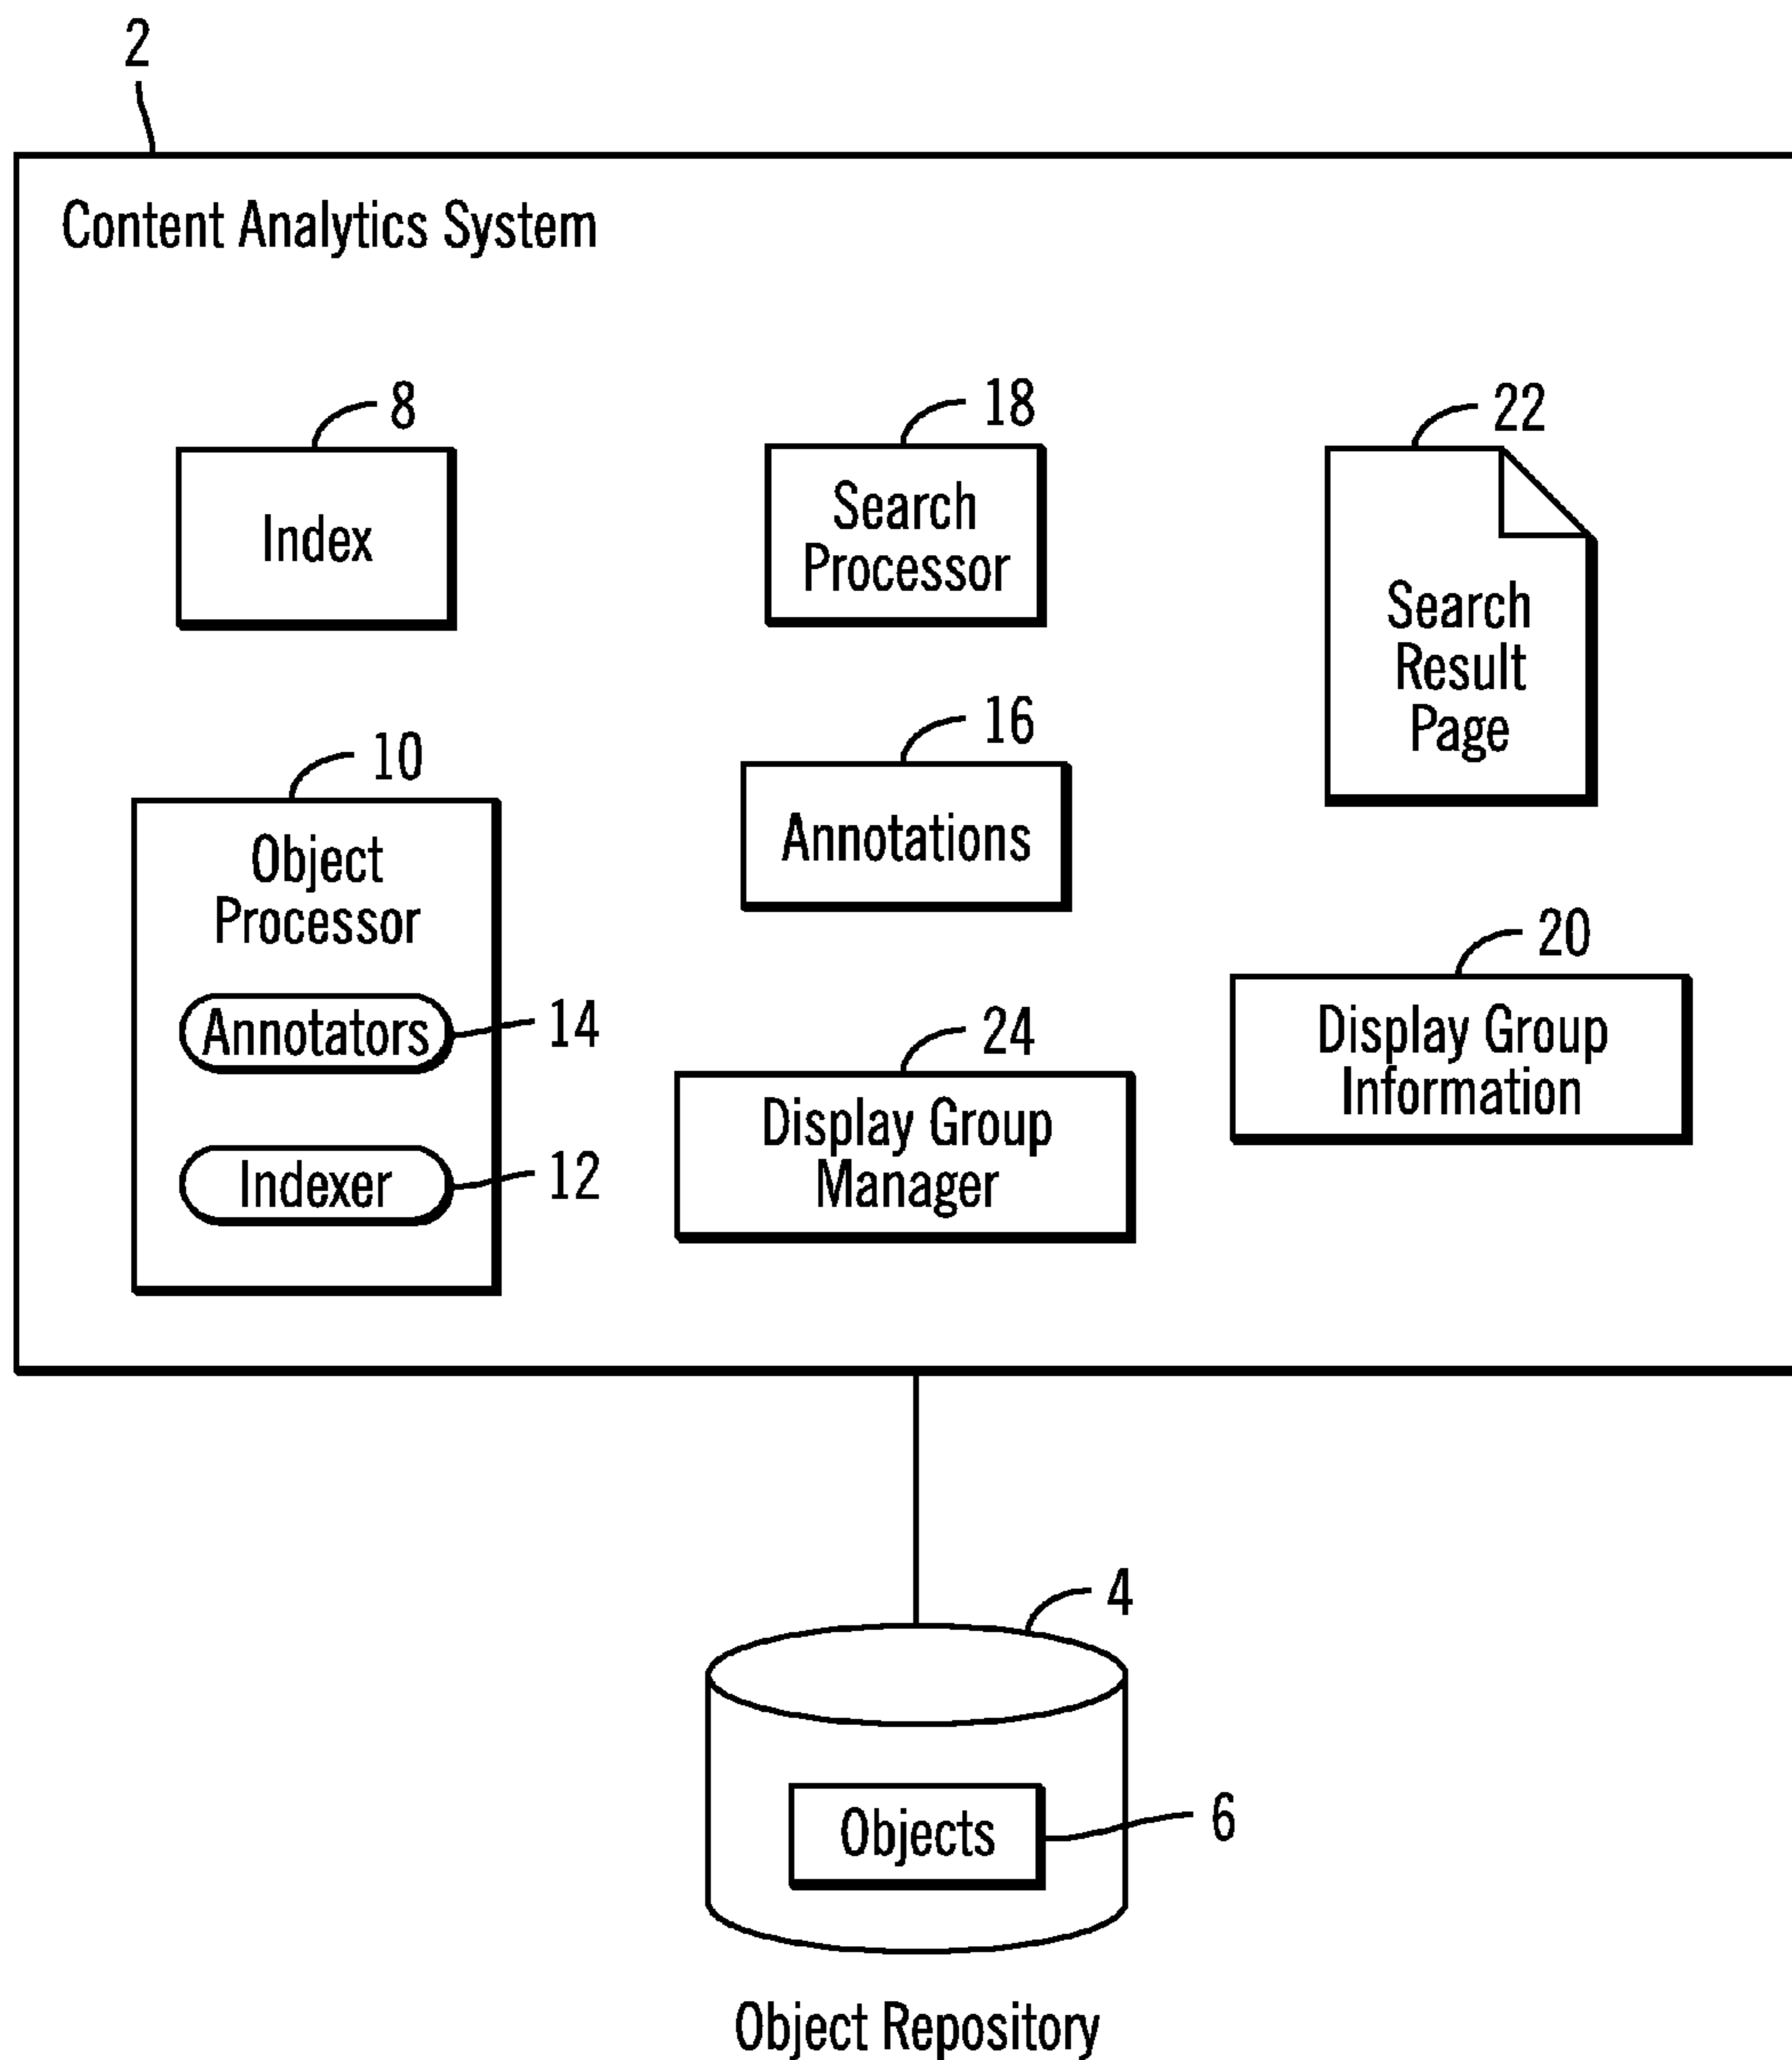 2
Content Analytics System
8
Index
18
Search
Processor
22
Search
Result
Page
10
Object
Processor
Annotators
14
Indexer
12
16
Annotations
24
Display Group
Manager
20
Display Group
Information
4
Objects
6
Object Repository